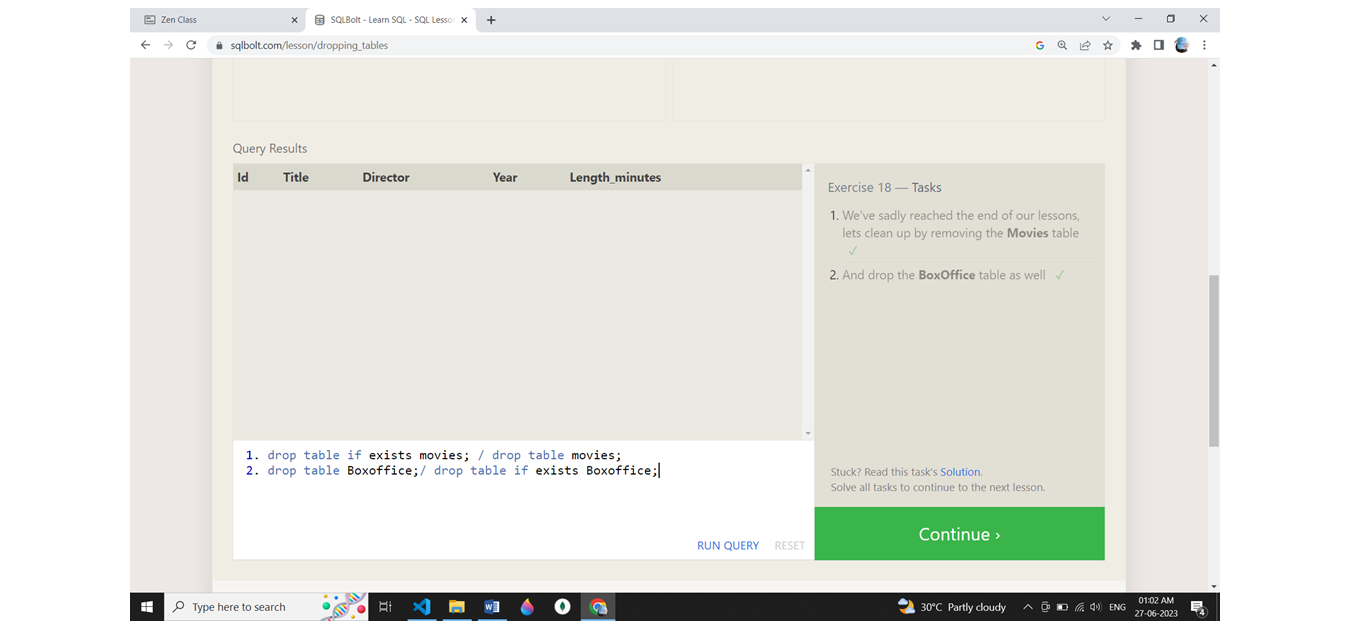 Zen Class
SQLBolt - Learn SQL - SQL Lesso
sqlbolt.com/lesson/dropping_tables
Query Results
Id Title Director Year Length_minutes
Exercise 18 — Tasks
1. We've sadly reached the end of our lessons,
lets clean up by removing the Movies table
✓
2. And drop the BoxOffice table as well ✓
1. drop table if exists movies; / drop table movies;
2. drop table Boxoffice;/ drop table if exists Boxoffice;
Stuck? Read this task's Solution.
Solve all tasks to continue to the next lesson.
RUN QUERY RESET
Continue ›
Type here to search
30°C Partly cloudy
ENG
01:02 AM
27-06-2023
4